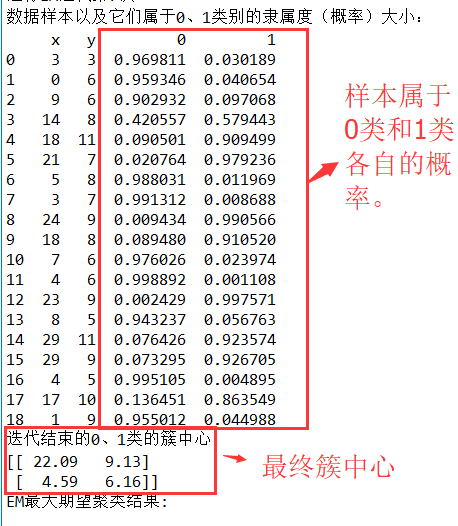 数据样本以及它们属于0、1类别的隶属度（概率）大小：
x y 0 1
0 3 3 0.969811 0.030189
1 0 6 0.959346 0.040654
2 9 6 0.902932 0.097068
3 14 8 0.420557 0.579443
4 18 11 0.090501 0.909499
5 21 7 0.020764 0.979236
6 5 8 0.988031 0.011969
7 3 7 0.991312 0.008688
8 24 9 0.009434 0.990566
9 18 8 0.089480 0.910520
10 7 6 0.976026 0.023974
11 4 6 0.998892 0.001108
12 23 9 0.002429 0.997571
13 8 5 0.943237 0.056763
14 29 11 0.076426 0.923574
15 29 9 0.073295 0.926705
16 4 5 0.995105 0.004895
17 17 10 0.136451 0.863549
18 1 9 0.955012 0.044988
迭代结束的0、1类的簇中心
[[ 22.09 9.13]
[ 4.59 6.16]]
EM最大期望聚类结果:
样本属于
0类和1类
各自的概
率。
最终簇中心